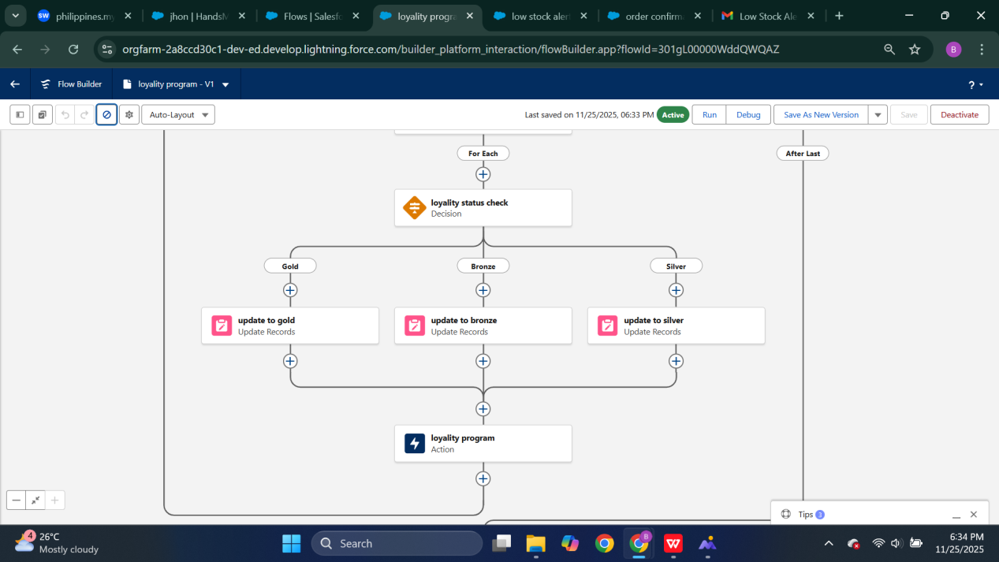 SW philippines.my
jhon | HandsM
Flows | Salesfo
loyality progra
low stock aler
order confirm
Low Stock Ale
orgfarm-2a8ccd30c1-dev-ed.develop.lightning.force.com/builder_platform_interaction/flowBuilder.app?flowId=301gL00000WddQWQAZ
B
Flow Builder
loyality program - V1
?
Auto-Layout
Last saved on 11/25/2025, 06:33 PM
Active
Run
Debug
Save As New Version
Save
Deactivate
For Each
After Last
loyality status check
Decision
Gold
Bronze
Silver
update to gold
Update Records
update to bronze
Update Records
update to silver
Update Records
loyality program
Action
Tips 3
4
26°C
Mostly cloudy
Search
B
W
6:34 PM
11/25/2025